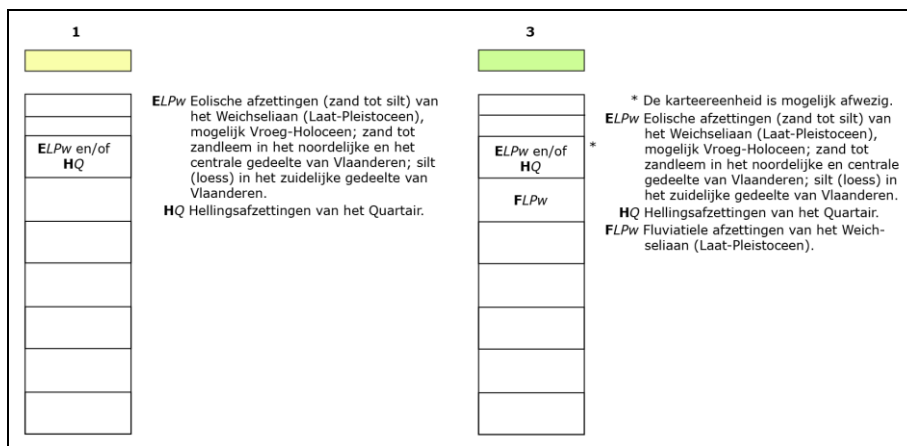 1
ELPw en/of
HQ
ELPw Eolische afzettingen (zand tot silt) van
het Weichseliaan (Laat-Pleistoceen),
mogelijk Vroeg-Holoceen; zand tot
zandleem in het noordelijke en het
centrale gedeelte van Vlaanderen; silt
(loess) in het zuidelijke gedeelte van
Vlaanderen.
HQ Hellingsafzettingen van het Quartair.
3
ELPw en/of
HQ
*
FLPw
* De karteereenheid is mogelijk afwezig.
ELPw Eolische afzettingen (zand tot silt) van
het Weichseliaan (Laat-Pleistoceen),
mogelijk Vroeg-Holoceen; zand tot
zandleem in het noordelijke en centrale
gedeelte van Vlaanderen; silt (loess) in
het zuidelijke gedeelte van Vlaanderen.
HQ Hellingsafzettingen van het Quartair.
FLPw Fluviatiele afzettingen van het Weich-
seliaan (Laat-Pleistoceen).